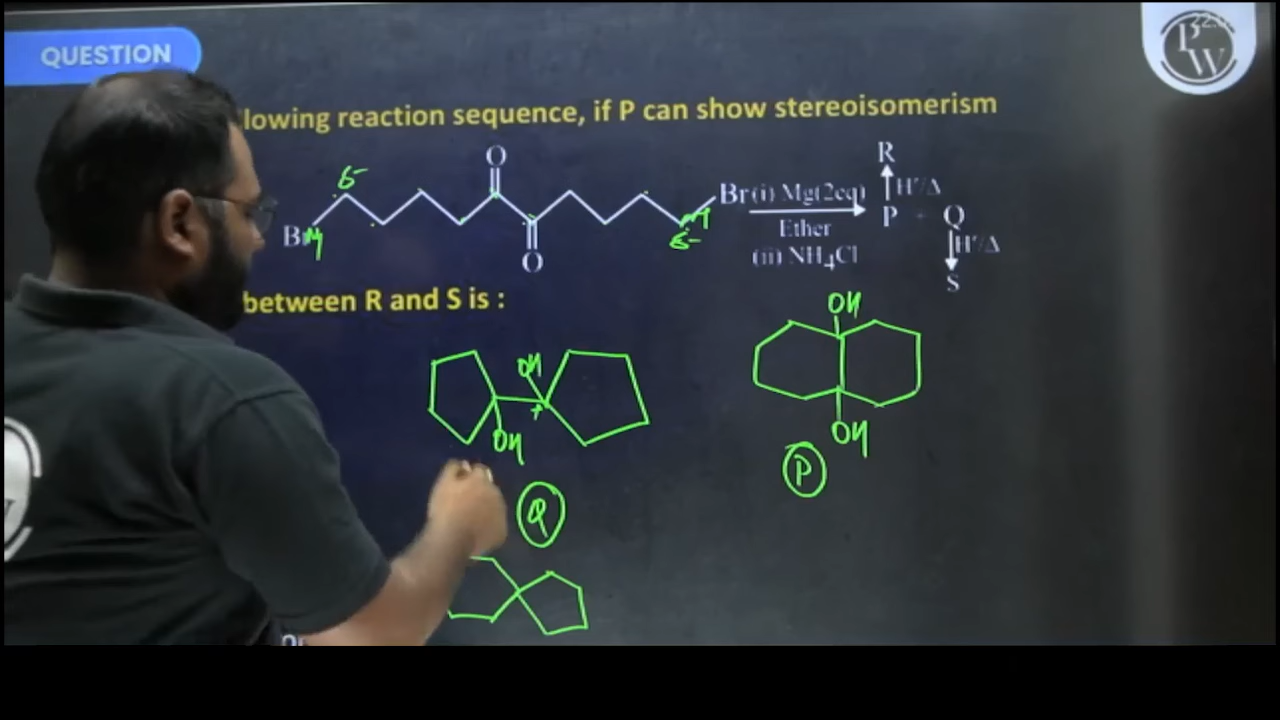 QUESTION
lowing reaction sequence, if P can show stereoisomerism
O
Br(i) Mg(2eq)
Ether
(ii) NH4Cl
R
H+/Δ
P + Q
H+/Δ
S
Br
O
between R and S is :
OH
OH
Q
OH
OH
P
PW